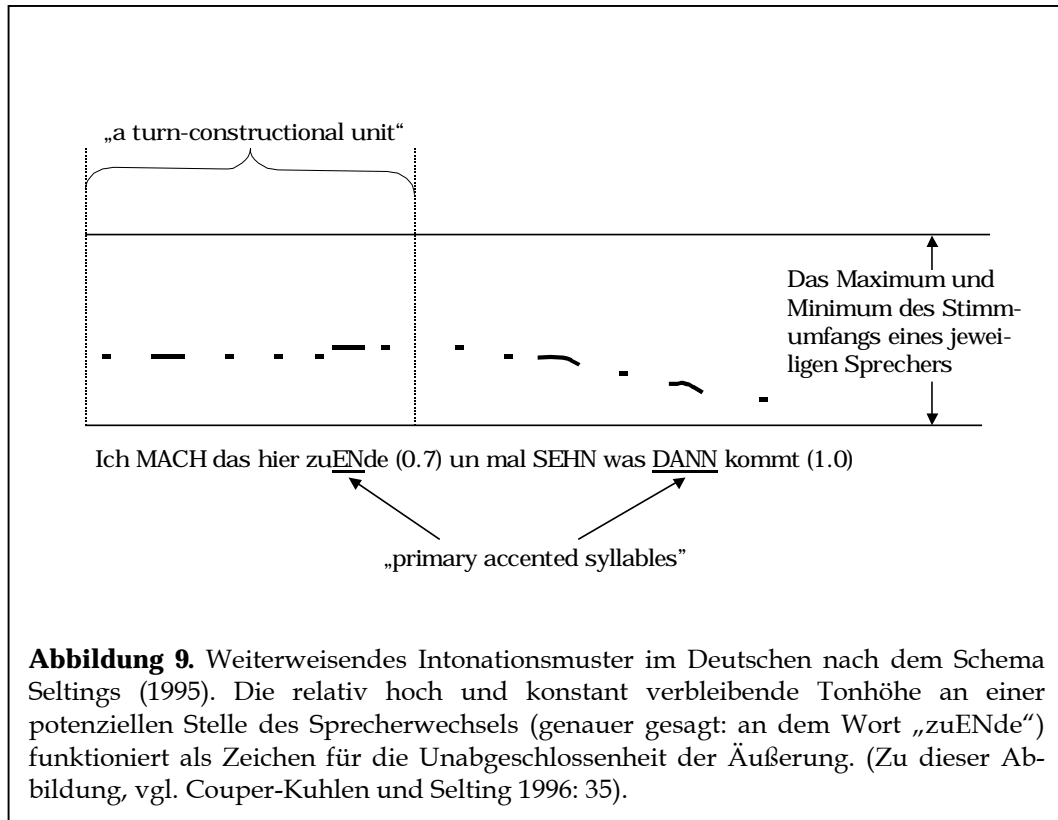 „a turn-constructional unit“
Das Maximum und
Minimum des Stimm-
umfangs eines jewei-
ligen Sprechers
Ich MACH das hier zuENde (0.7) un mal SEHN was DANN kommt (1.0)
„primary accented syllables”
Abbildung 9. Weiterweisendes Intonationsmuster im Deutschen nach dem Schema
Seltings (1995). Die relativ hoch und konstant verbleibende Tonhöhe an einer
potenziellen Stelle des Sprecherwechsels (genauer gesagt: an dem Wort „zuENde“)
funktioniert als Zeichen für die Unabgeschlossenheit der Äußerung. (Zu dieser Ab-
bildung, vgl. Couper-Kuhlen und Selting 1996: 35).